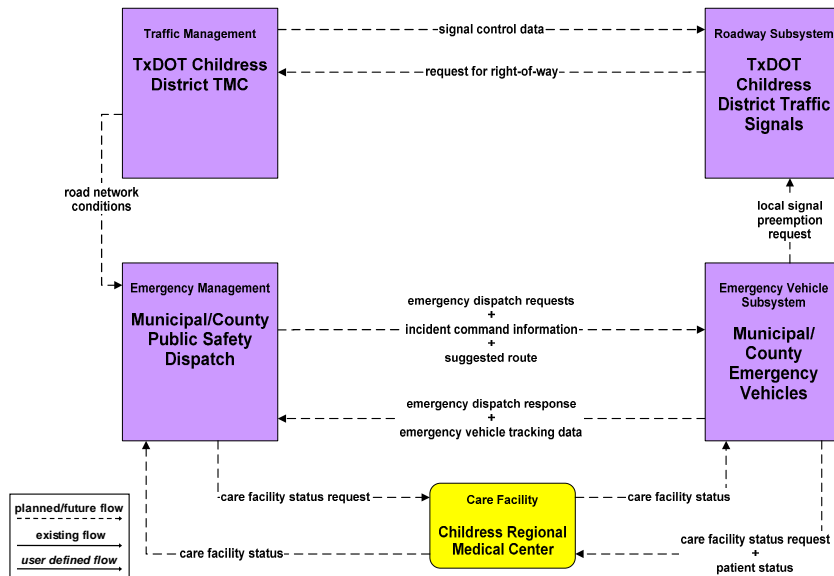 Traffic Management
TxDOT Childress
District TMC
signal control data
request for right-of-way
Roadway Subsystem
TxDOT
Childress
District Traffic
Signals
road network
conditions
local signal
preemption
request
Emergency Management
Municipal/County
Public Safety
Dispatch
emergency dispatch requests
+
incident command information
+
suggested route
emergency dispatch response
+
emergency vehicle tracking data
Emergency Vehicle
Subsystem
Municipal/
County
Emergency
Vehicles
care facility status request
care facility status
Care Facility
Childress Regional
Medical Center
care facility status
care facility status request
+
patient status
planned/future flow
existing flow
user defined flow